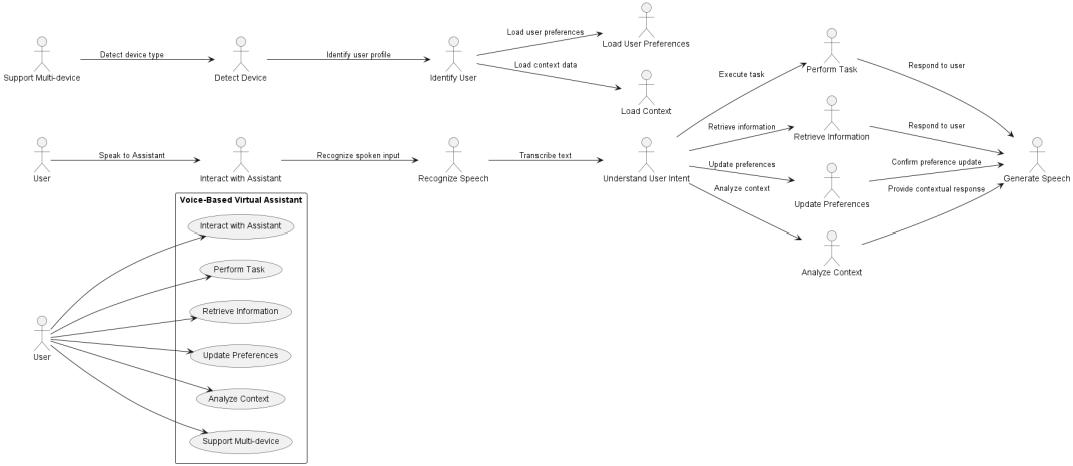 Load user preferences
Load User Preferences
Support Multi-device
Detect device type
Detect Device
Identify user profile
Identify User
Load context data
Load Context
Execute task
Perform Task
Respond to user
Retrieve information
Retrieve Information
Respond to user
User
Speak to Assistant
Interact with Assistant
Recognize spoken input
Recognize Speech
Transcribe text
Understand User Intent
Update preferences
Update Preferences
Confirm preference update
Analyze context
Analyze Context
Provide contextual response
Generate Speech
Voice-Based Virtual Assistant
Interact with Assistant
Perform Task
Retrieve Information
User
Update Preferences
Analyze Context
Support Multi-device